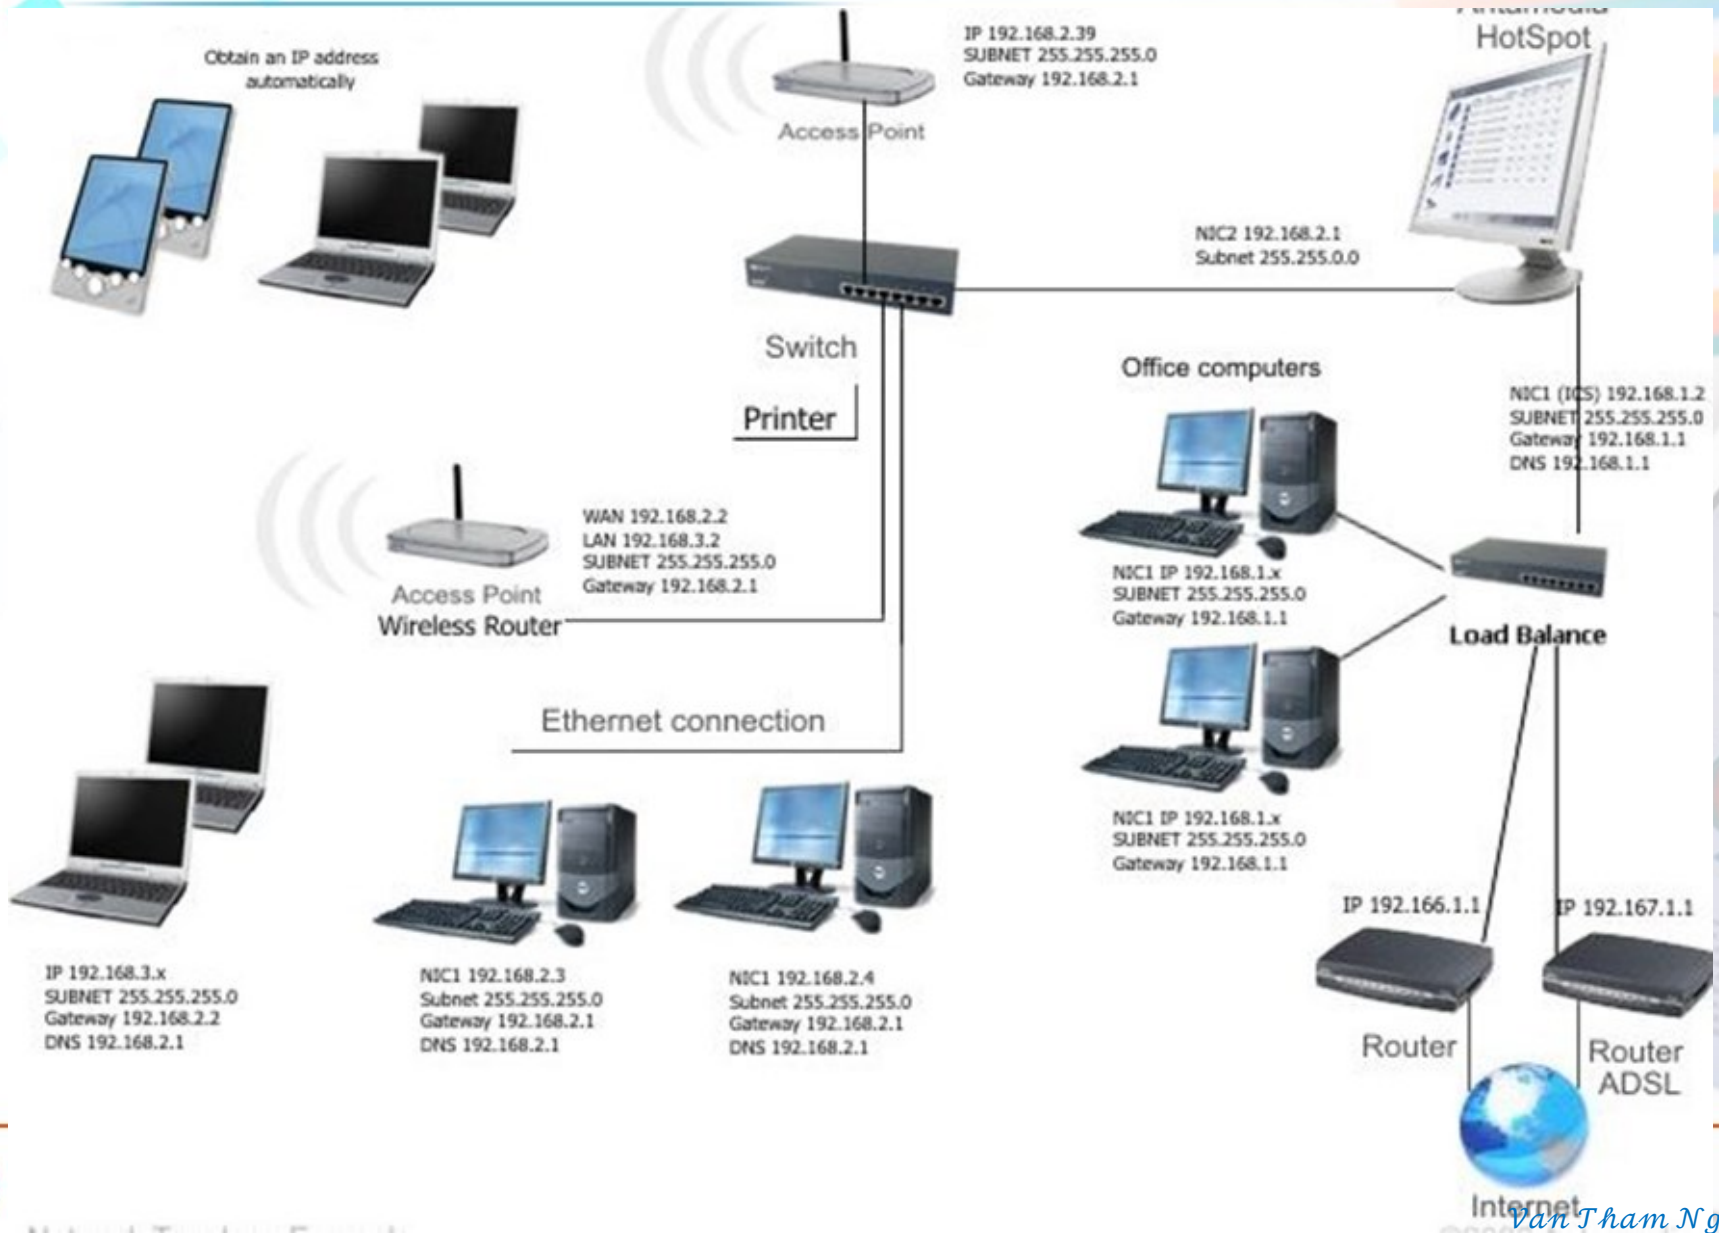 Obtain an IP address
automatically
IP 192.168.2.39
SUBNET 255.255.255.0
Gateway 192.168.2.1
Access Point
Antamedia
HotSpot
NIC2 192.168.2.1
Subnet 255.255.0.0
Switch
Printer
Office computers
NIC1 (ICS) 192.168.1.2
SUBNET 255.255.255.0
Gateway 192.168.1.1
DNS 192.168.1.1
WAN 192.168.2.2
LAN 192.168.3.2
SUBNET 255.255.255.0
Gateway 192.168.2.1
Access Point
Wireless Router
NIC1 IP 192.168.1.x
SUBNET 255.255.255.0
Gateway 192.168.1.1
Load Balance
Ethernet connection
NIC1 IP 192.168.1.x
SUBNET 255.255.255.0
Gateway 192.168.1.1
IP 192.166.1.1
IP 192.167.1.1
IP 192.168.3.x
SUBNET 255.255.255.0
Gateway 192.168.2.2
DNS 192.168.2.1
NIC1 192.168.2.3
Subnet 255.255.255.0
Gateway 192.168.2.1
DNS 192.168.2.1
NIC1 192.168.2.4
Subnet 255.255.255.0
Gateway 192.168.2.1
DNS 192.168.2.1
Router
Router
ADSL
Internet
Van Tham Ng